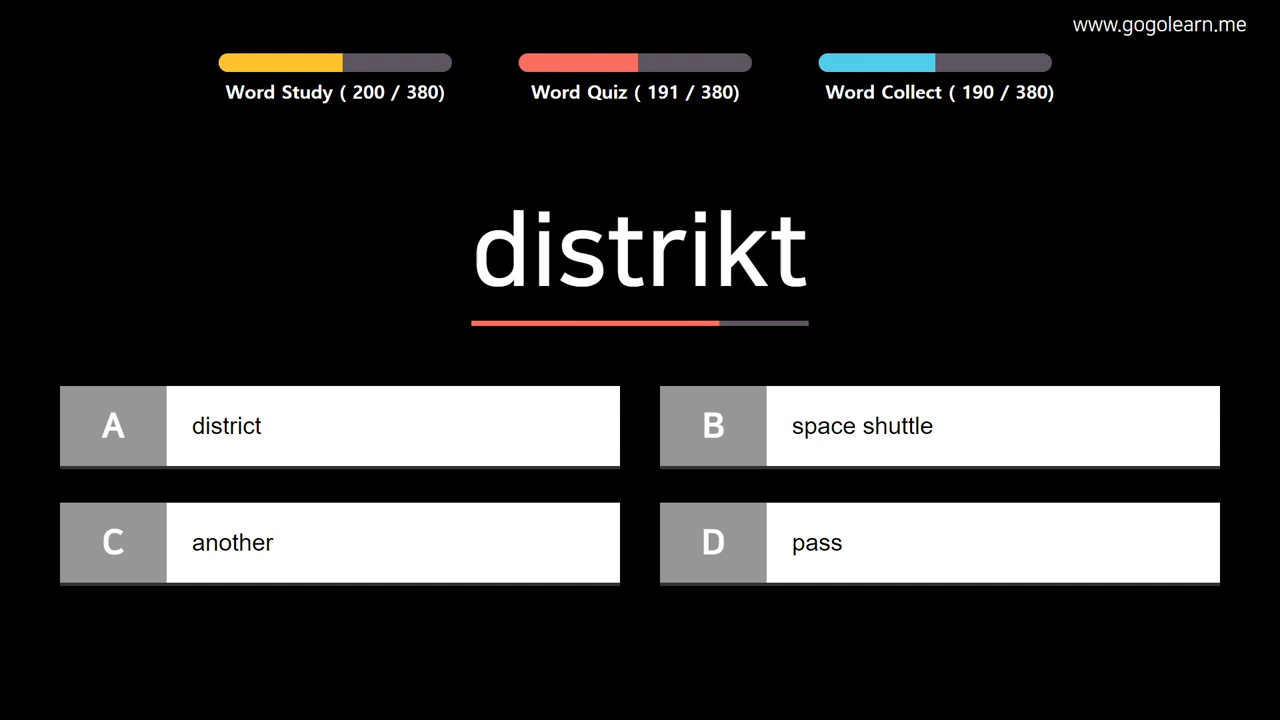 www.gogolearn.me
Word Study ( 200 / 380)
Word Quiz ( 191 / 380)
Word Collect ( 190 / 380)
distrikt
A district
B space shuttle
C another
D pass